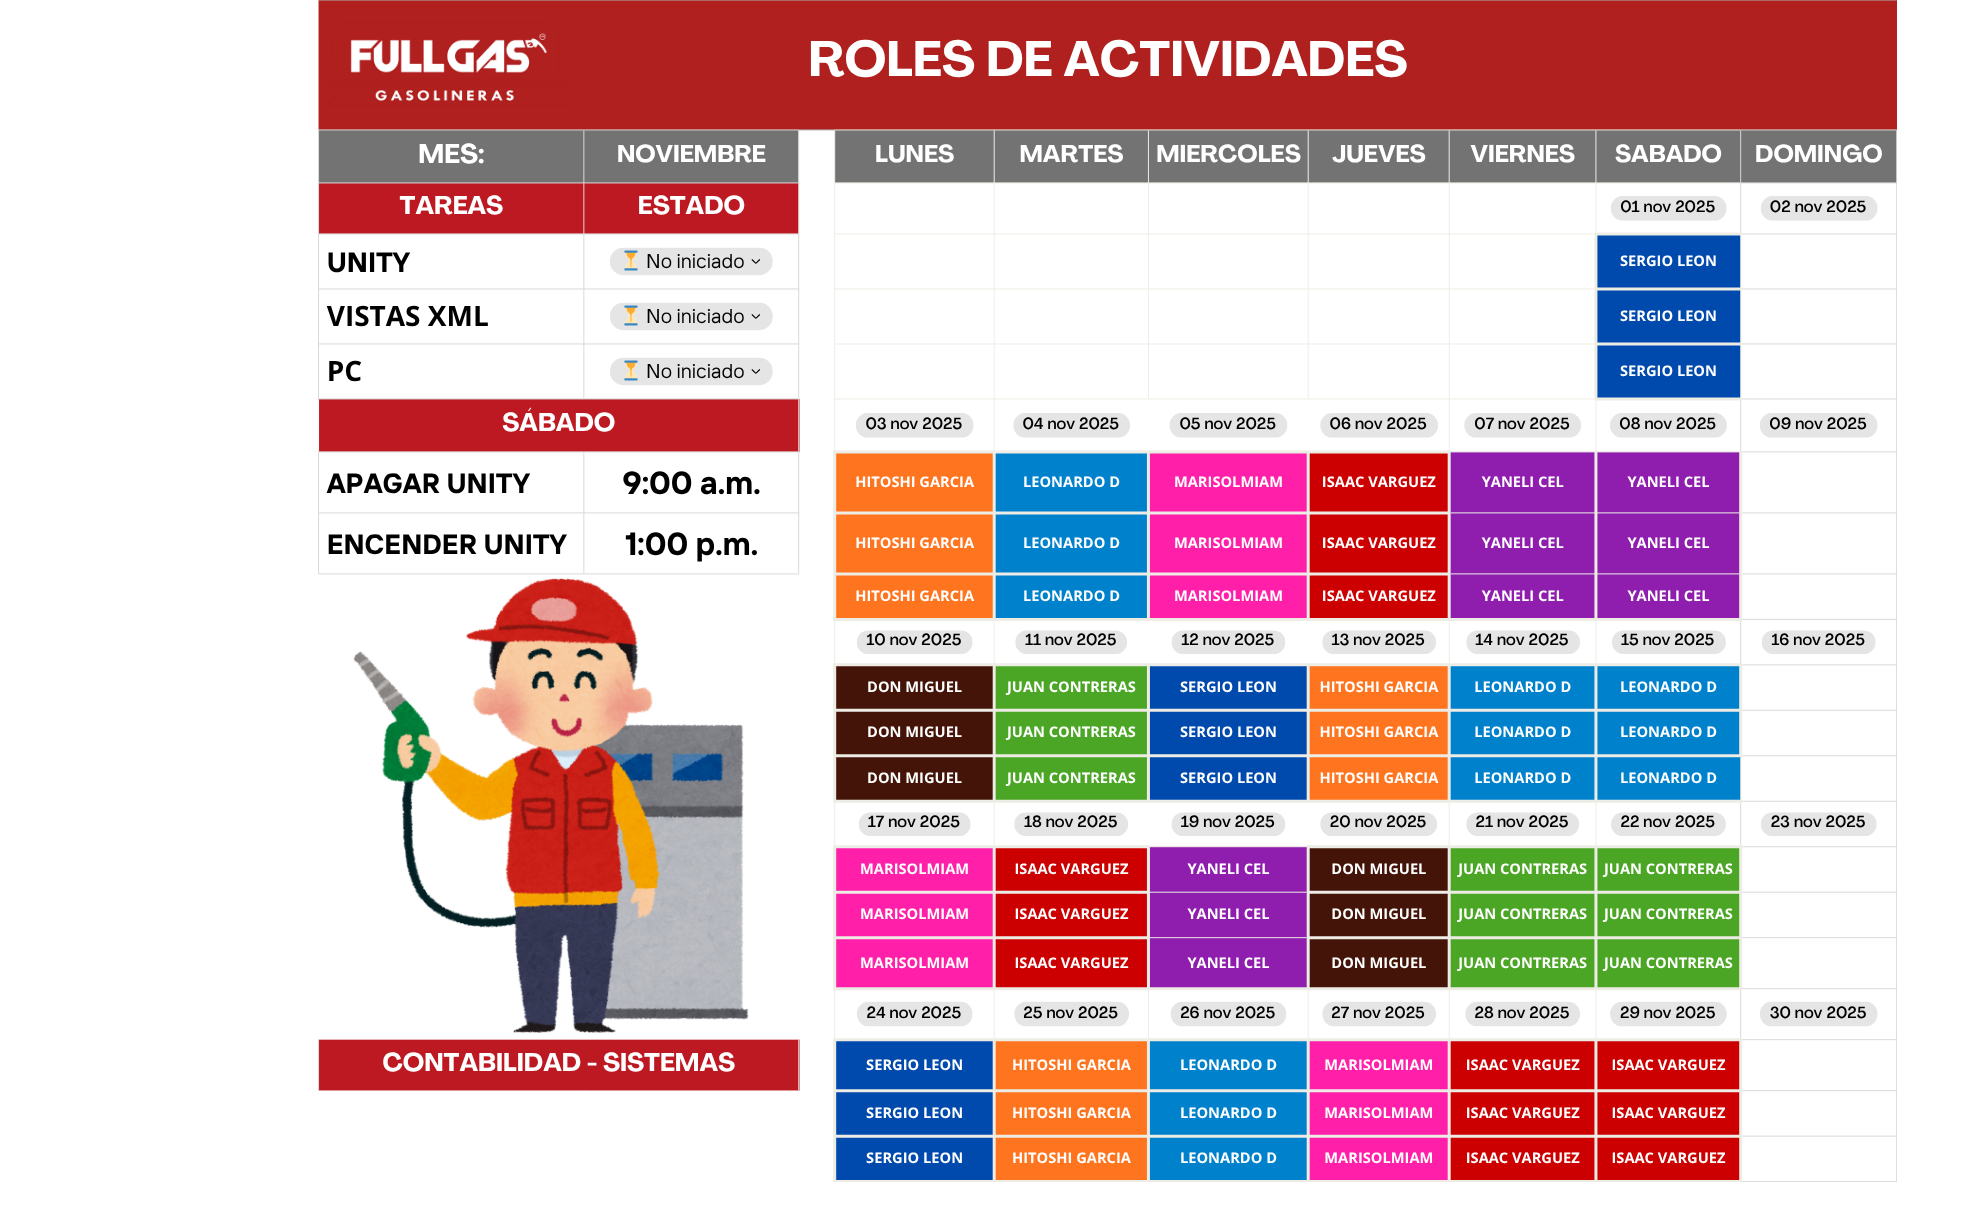 FULLGAS®
GASOLINERAS
ROLES DE ACTIVIDADES
MES: NOVIEMBRE
TAREAS ESTADO
UNITY No iniciado
VISTAS XML No iniciado
PC No iniciado
SÁBADO
APAGAR UNITY 9:00 a.m.
ENCENDER UNITY 1:00 p.m.
CONTABILIDAD - SISTEMAS
LUNES MARTES MIERCOLES JUEVES VIERNES SABADO DOMINGO
01 nov 2025 02 nov 2025
SERGIO LEON
SERGIO LEON
SERGIO LEON
03 nov 2025 04 nov 2025 05 nov 2025 06 nov 2025 07 nov 2025 08 nov 2025 09 nov 2025
HITOSHI GARCIA LEONARDO D MARISOLMIAM ISAAC VARGUEZ YANELI CEL YANELI CEL
HITOSHI GARCIA LEONARDO D MARISOLMIAM ISAAC VARGUEZ YANELI CEL YANELI CEL
HITOSHI GARCIA LEONARDO D MARISOLMIAM ISAAC VARGUEZ YANELI CEL YANELI CEL
10 nov 2025 11 nov 2025 12 nov 2025 13 nov 2025 14 nov 2025 15 nov 2025 16 nov 2025
DON MIGUEL JUAN CONTRERAS SERGIO LEON HITOSHI GARCIA LEONARDO D LEONARDO D
DON MIGUEL JUAN CONTRERAS SERGIO LEON HITOSHI GARCIA LEONARDO D LEONARDO D
DON MIGUEL JUAN CONTRERAS SERGIO LEON HITOSHI GARCIA LEONARDO D LEONARDO D
17 nov 2025 18 nov 2025 19 nov 2025 20 nov 2025 21 nov 2025 22 nov 2025 23 nov 2025
MARISOLMIAM ISAAC VARGUEZ YANELI CEL DON MIGUEL JUAN CONTRERAS JUAN CONTRERAS
MARISOLMIAM ISAAC VARGUEZ YANELI CEL DON MIGUEL JUAN CONTRERAS JUAN CONTRERAS
MARISOLMIAM ISAAC VARGUEZ YANELI CEL DON MIGUEL JUAN CONTRERAS JUAN CONTRERAS
24 nov 2025 25 nov 2025 26 nov 2025 27 nov 2025 28 nov 2025 29 nov 2025 30 nov 2025
SERGIO LEON HITOSHI GARCIA LEONARDO D MARISOLMIAM ISAAC VARGUEZ ISAAC VARGUEZ
SERGIO LEON HITOSHI GARCIA LEONARDO D MARISOLMIAM ISAAC VARGUEZ ISAAC VARGUEZ
SERGIO LEON HITOSHI GARCIA LEONARDO D MARISOLMIAM ISAAC VARGUEZ ISAAC VARGUEZ